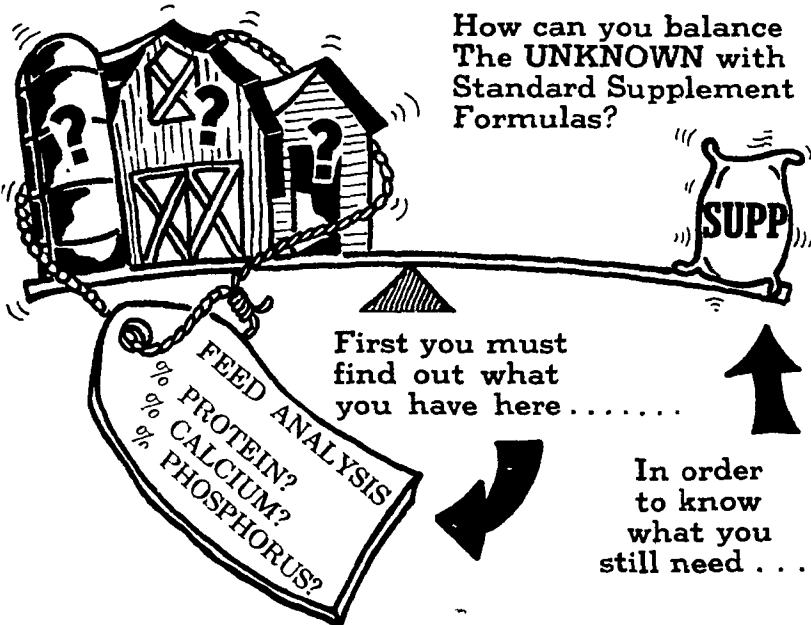 How can you balance
The UNKNOWN with
Standard Supplement
Formulas?
? ? ?
SUPP
First you must
find out what
you have here.......
FEED ANALYSIS
% PROTEIN?
% CALCIUM?
% PHOSPHORUS?
In order
to know
what you
still need...